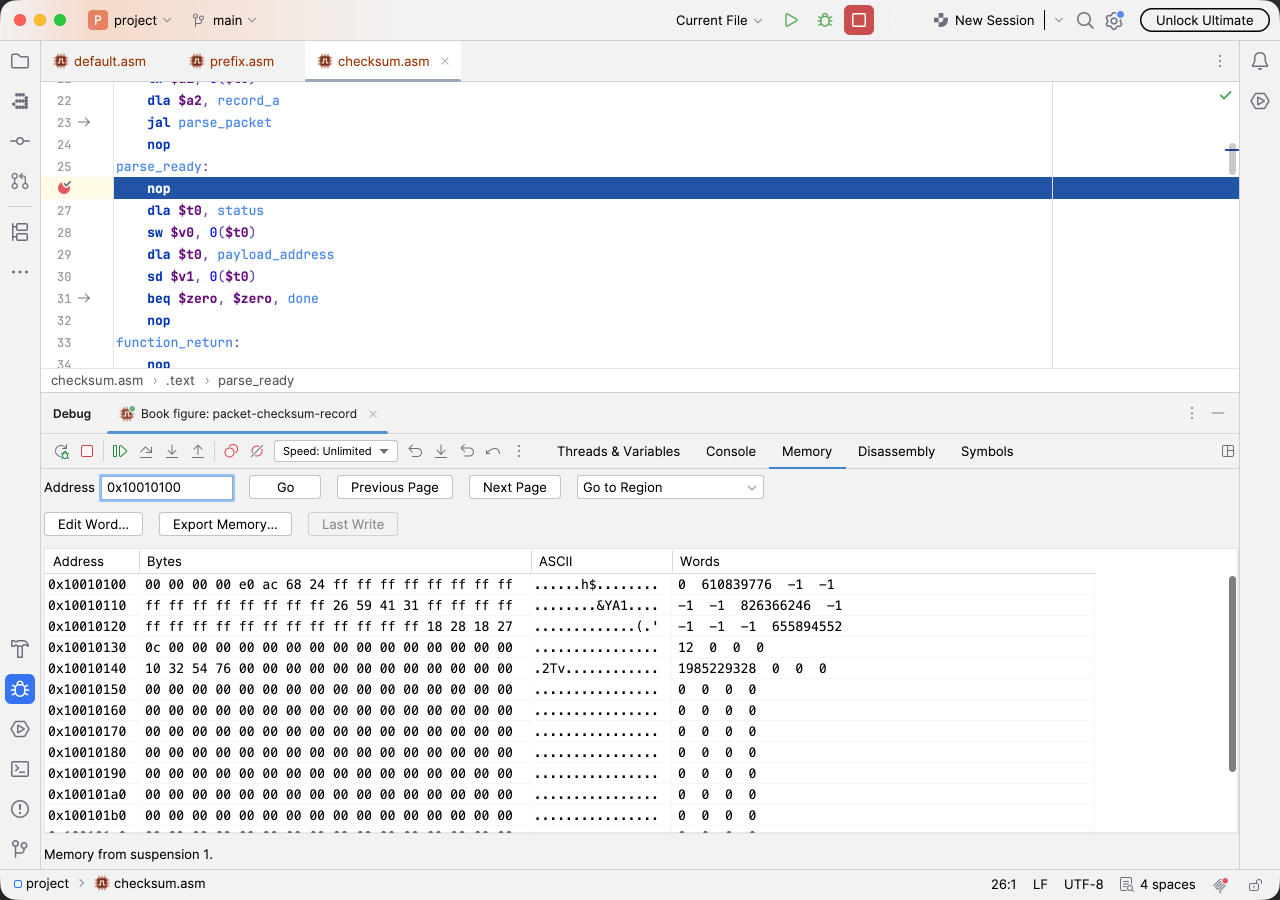 P project main Current File New Session Unlock Ultimate
default.asm prefix.asm checksum.asm
22 dla $a2, record_a
23 jal parse_packet
24 nop
25 parse_ready:
nop
27 dla $t0, status
28 sw $v0, 0($t0)
29 dla $t0, payload_address
30 sd $v1, 0($t0)
31 beq $zero, $zero, done
32 nop
33 function_return:
34 nop
checksum.asm › .text › parse_ready
Debug Book figure: packet-checksum-record
Speed: Unlimited Threads & Variables Console Memory Disassembly Symbols
Address 0x10010100 Go Previous Page Next Page Go to Region
Edit Word... Export Memory... Last Write
Address Bytes ASCII Words
0x10010100 00 00 00 00 e0 ac 68 24 ff ff ff ff ff ff ff ff ......h$........ 0 610839776 -1 -1
0x10010110 ff ff ff ff ff ff ff ff 26 59 41 31 ff ff ff ff ........&YA1.... -1 -1 826366246 -1
0x10010120 ff ff ff ff ff ff ff ff ff ff ff ff 18 28 18 27 .............(.' -1 -1 -1 655894552
0x10010130 0c 00 00 00 00 00 00 00 00 00 00 00 00 00 00 00 ................ 12 0 0 0
0x10010140 10 32 54 76 00 00 00 00 00 00 00 00 00 00 00 00 .2Tv............ 1985229328 0 0 0
0x10010150 00 00 00 00 00 00 00 00 00 00 00 00 00 00 00 00 ................ 0 0 0 0
0x10010160 00 00 00 00 00 00 00 00 00 00 00 00 00 00 00 00 ................ 0 0 0 0
0x10010170 00 00 00 00 00 00 00 00 00 00 00 00 00 00 00 00 ................ 0 0 0 0
0x10010180 00 00 00 00 00 00 00 00 00 00 00 00 00 00 00 00 ................ 0 0 0 0
0x10010190 00 00 00 00 00 00 00 00 00 00 00 00 00 00 00 00 ................ 0 0 0 0
0x100101a0 00 00 00 00 00 00 00 00 00 00 00 00 00 00 00 00 ................ 0 0 0 0
0x100101b0 00 00 00 00 00 00 00 00 00 00 00 00 00 00 00 00 ................ 0 0 0 0
Memory from suspension 1.
project › checksum.asm 26:1 LF UTF-8 4 spaces